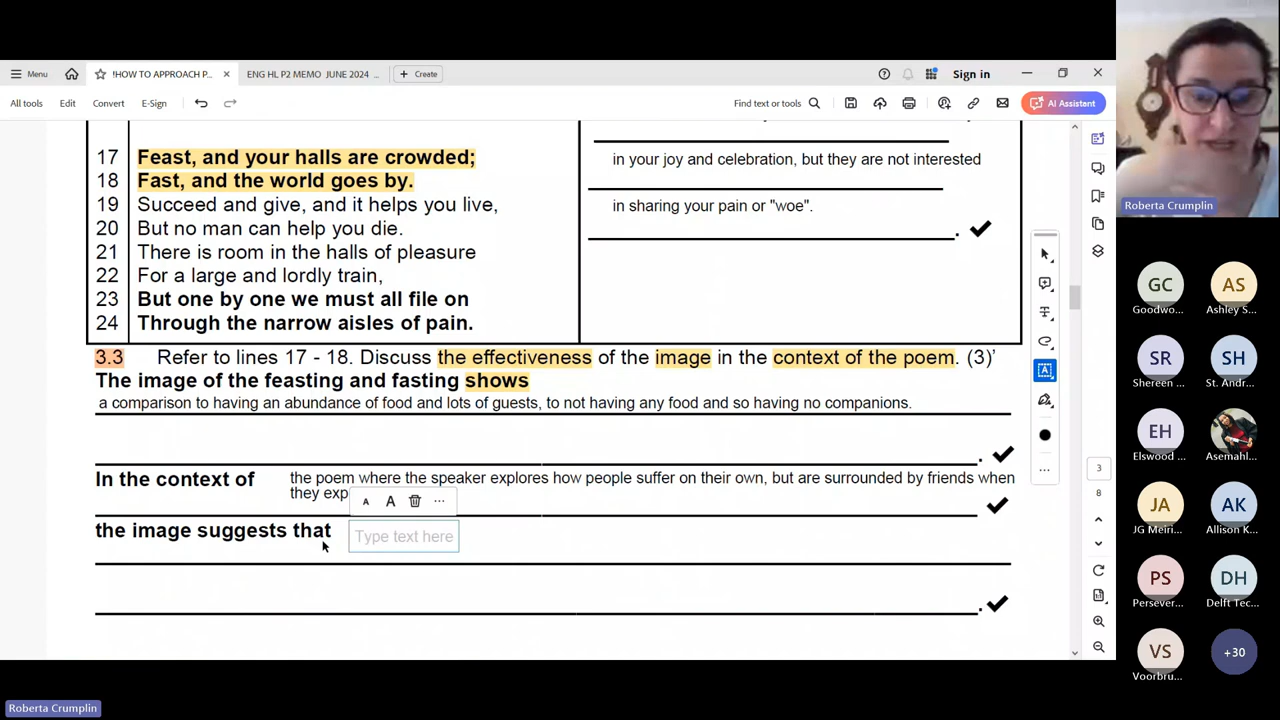 Menu
!HOW TO APPROACH P...
ENG HL P2 MEMO JUNE 2024 ...
Create
Sign in
All tools
Edit
Convert
E-Sign
Find text or tools
AI Assistant
17 Feast, and your halls are crowded;
18 Fast, and the world goes by.
19 Succeed and give, and it helps you live,
20 But no man can help you die.
21 There is room in the halls of pleasure
22 For a large and lordly train,
23 But one by one we must all file on
24 Through the narrow aisles of pain.
in your joy and celebration, but they are not interested
in sharing your pain or "woe".
.
3.3 Refer to lines 17 - 18. Discuss the effectiveness of the image in the context of the poem. (3)'
The image of the feasting and fasting shows
a comparison to having an abundance of food and lots of guests, to not having any food and so having no companions.
.
In the context of the poem where the speaker explores how people suffer on their own, but are surrounded by friends when
they exp
A A ...
the image suggests that Type text here
.
3
8
Roberta Crumplin
GC
Goodwo...
AS
Ashley S...
SR
Shereen ...
SH
St. Andr...
EH
Elswood ...
Asemahl...
JA
JG Meiri...
AK
Allison K...
PS
Persever...
DH
Delft Tec...
VS
Voorbru...
+30
Roberta Crumplin